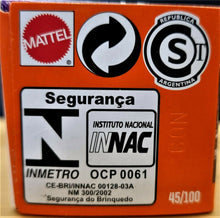 MATTEL
REPUBLICA
ARGENTINA
S T
Segurança
INMETRO
INSTITUTO NACIONAL
INNAC
OCP 0061
CE-BRI/INNAC 00128-03A
NM 300/2002
Segurança do Brinquedo
45/100